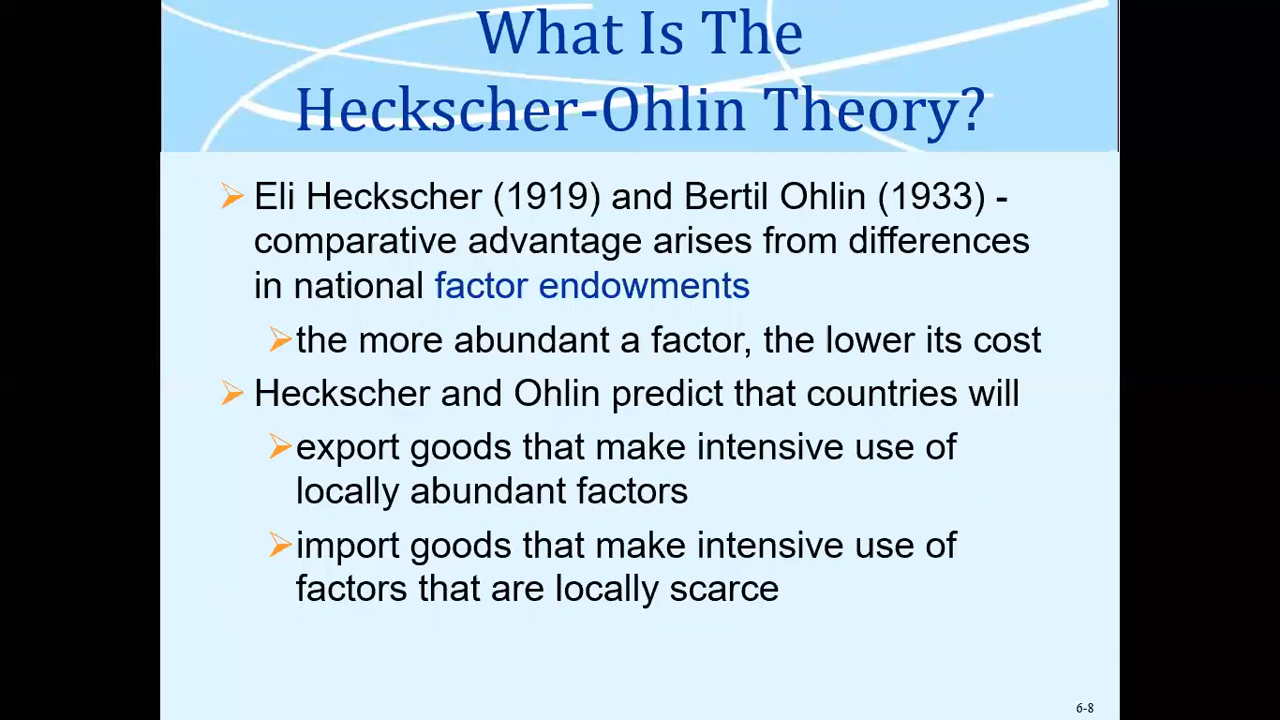 What Is The
Heckscher-Ohlin Theory?
Eli Heckscher (1919) and Bertil Ohlin (1933) -
comparative advantage arises from differences
in national factor endowments
the more abundant a factor, the lower its cost
Heckscher and Ohlin predict that countries will
export goods that make intensive use of
locally abundant factors
import goods that make intensive use of
factors that are locally scarce
6-8